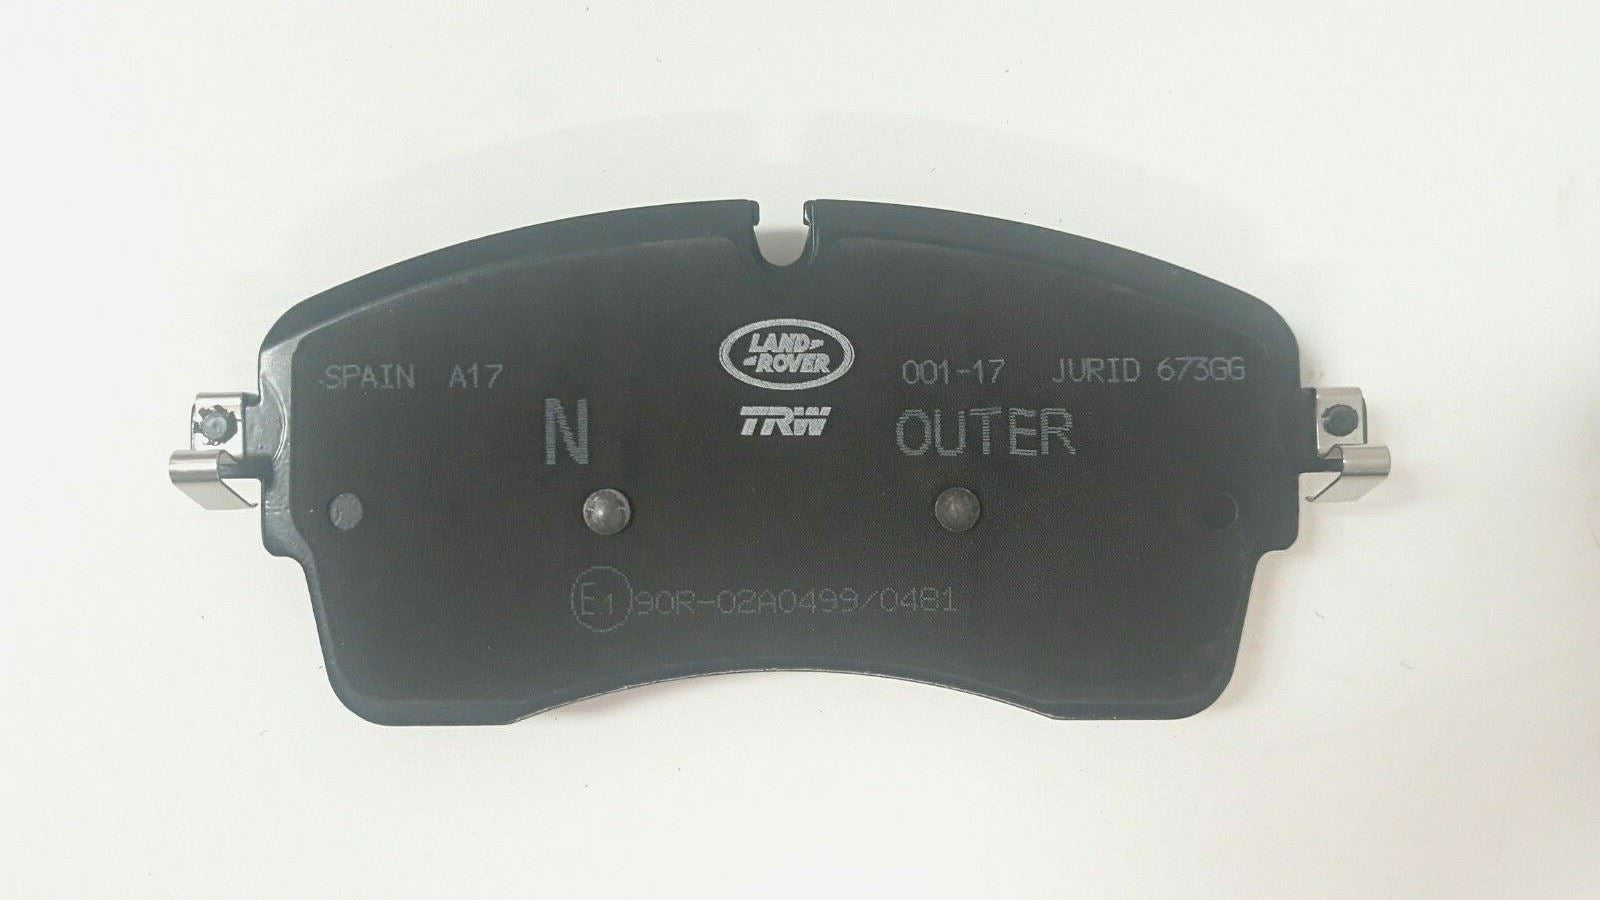 LAND-
-ROVER
SPAIN A17
001-17 JURID 673GG
N
TRW
OUTER
E1 90R-02A0499/0481